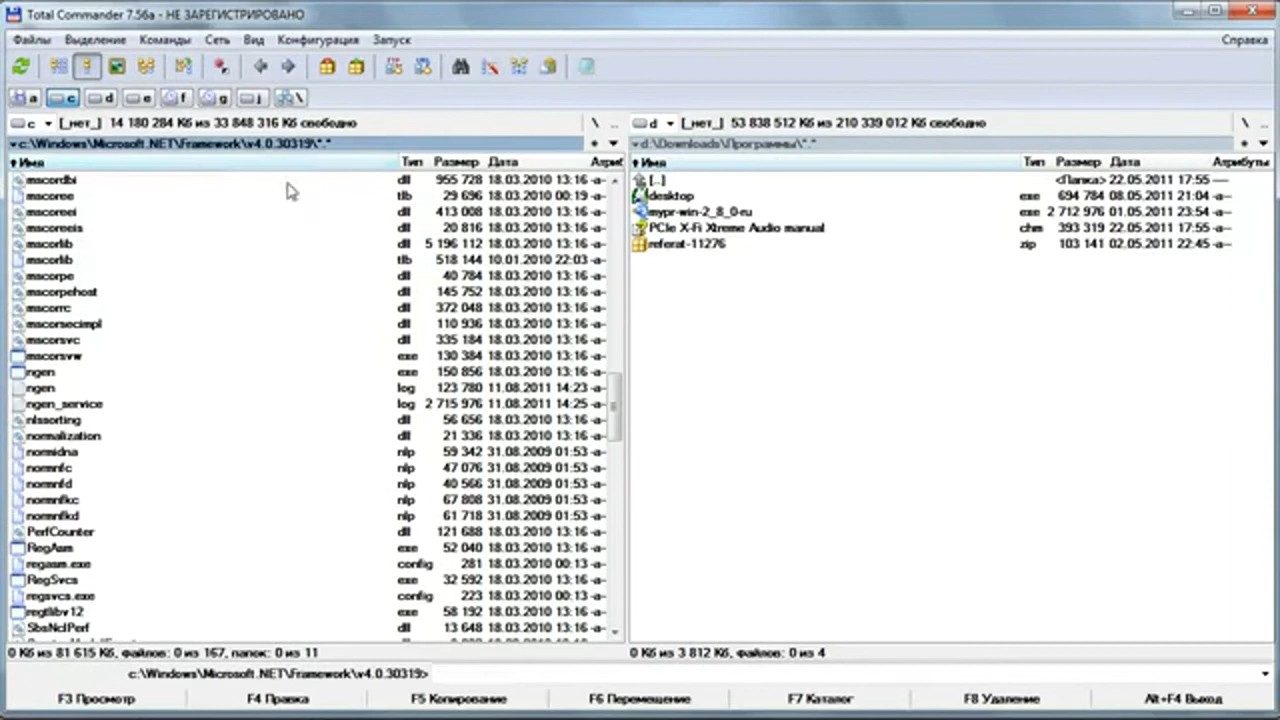 Total Commander 7.56a - НЕ ЗАРЕГИСТРИРОВАНО
Файлы Выделение Команды Сеть Вид Конфигурация Запуск Справка
a c d e f g j \
c [_нет_] 14 180 284 Кб из 33 848 316 Кб свободно \ ..
d [_нет_] 53 838 512 Кб из 210 339 012 Кб свободно \ ..
c:\Windows\Microsoft.NET\Framework\v4.0.30319\*.*
d:\Downloads\Программы\*.*
Имя Тип Размер Дата Атриб
mscordbi dll 955 728 18.03.2010 13:16 -a-
mscoree tlb 29 696 18.03.2010 00:19 -a-
mscoreei dll 413 008 18.03.2010 13:16 -a-
mscoreeis dll 20 816 18.03.2010 13:16 -a-
mscorlib dll 5 196 112 18.03.2010 13:16 -a-
mscorlib tlb 518 144 10.01.2010 22:03 -a-
mscorpe dll 40 784 18.03.2010 13:16 -a-
mscorpehost dll 145 752 18.03.2010 13:16 -a-
mscorrc dll 372 048 18.03.2010 13:16 -a-
mscorsecimpl dll 110 936 18.03.2010 13:16 -a-
mscorsvc dll 335 184 18.03.2010 13:16 -a-
mscorsvw exe 130 384 18.03.2010 13:16 -a-
ngen exe 150 856 18.03.2010 13:16 -a-
ngen log 123 780 11.08.2011 14:23 -a-
ngen_service log 2 715 976 11.08.2011 14:25 -a-
nlssorting dll 56 656 18.03.2010 13:16 -a-
normalization dll 21 336 18.03.2010 13:16 -a-
normidna nlp 59 342 31.08.2009 01:53 -a-
normnfc nlp 47 076 31.08.2009 01:53 -a-
normnfd nlp 40 566 31.08.2009 01:53 -a-
normnfkc nlp 67 808 31.08.2009 01:53 -a-
normnfkd nlp 61 718 31.08.2009 01:53 -a-
PerfCounter dll 121 688 18.03.2010 13:16 -a-
RegAsm exe 52 040 18.03.2010 13:16 -a-
regasm.exe config 281 18.03.2010 00:13 -a-
RegSvcs exe 32 592 18.03.2010 13:16 -a-
regsvcs.exe config 223 18.03.2010 00:13 -a-
regtlibv12 exe 58 192 18.03.2010 13:16 -a-
SbsNclPerf dll 13 648 18.03.2010 13:16 -a-
Имя Тип Размер Дата Атрибуты
[..] <Папка> 22.05.2011 17:55 ----
desktop exe 694 784 08.05.2011 21:04 -a--
mypr-win-2_8_0-ru exe 2 712 976 01.05.2011 23:54 -a--
PCIe X-Fi Xtreme Audio manual chm 393 319 22.05.2011 17:55 -a--
referat-11276 zip 103 141 02.05.2011 22:45 -a--
0 Кб из 81 615 Кб, файлов: 0 из 167, папок: 0 из 11
0 Кб из 3 812 Кб, файлов: 0 из 4
c:\Windows\Microsoft.NET\Framework\v4.0.30319>
F3 Просмотр F4 Правка F5 Копирование F6 Перемещение F7 Каталог F8 Удаление Alt+F4 Выход